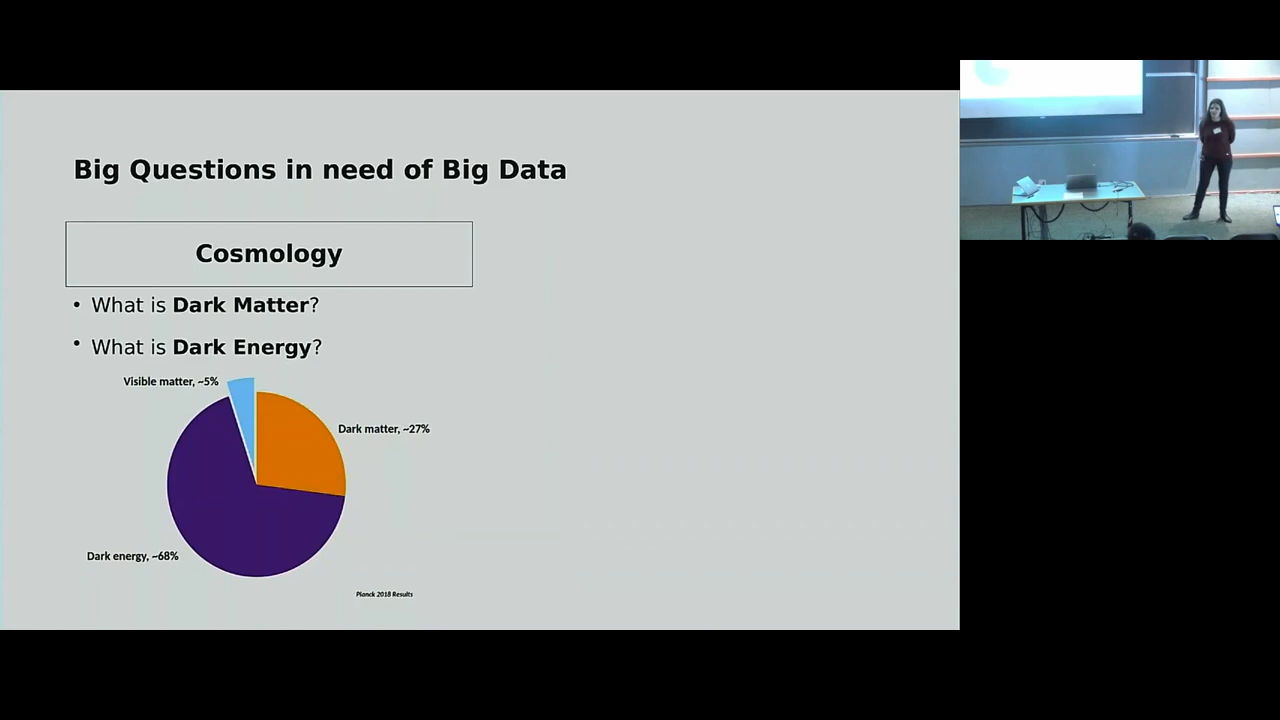 Big Questions in need of Big Data
Cosmology
• What is Dark Matter?
• What is Dark Energy?
Visible matter, ~5%
Dark matter, ~27%
Dark energy, ~68%
Planck 2018 Results